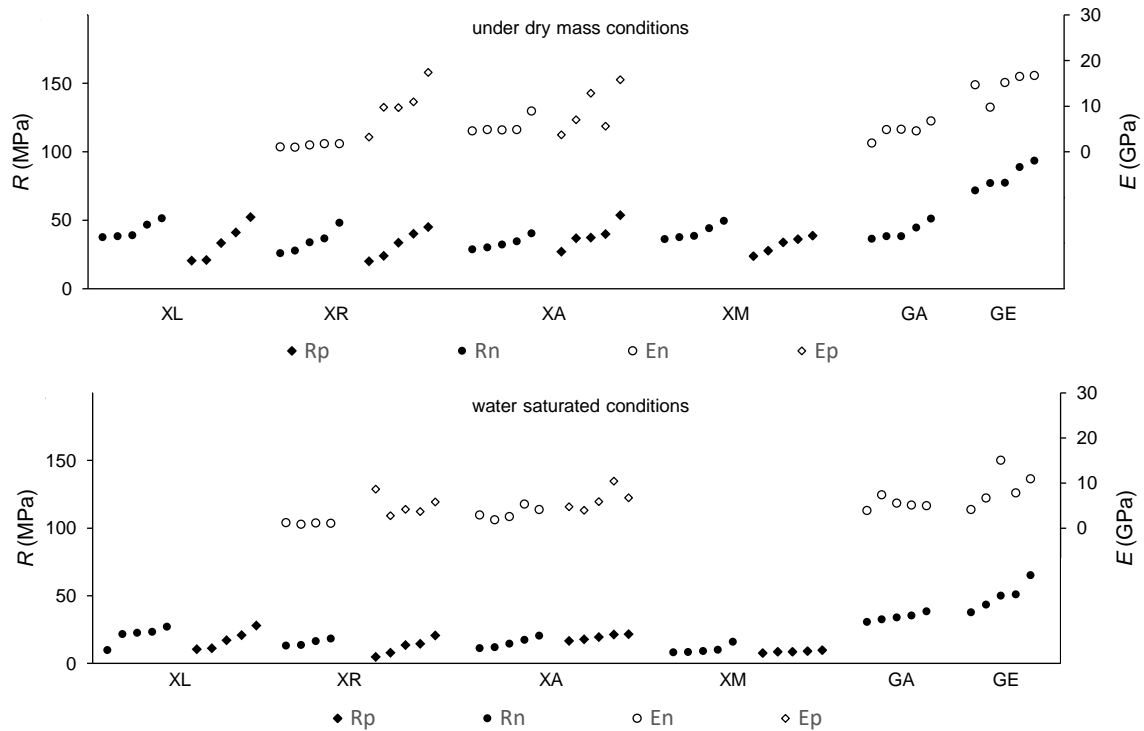 under dry mass conditions
R (MPa)
150
100
50
0
30
20
10
0
E (GPa)
XL XR XA XM GA GE
Rp Rn En Ep
water saturated conditions
R (MPa)
150
100
50
0
30
20
10
0
E (GPa)
XL XR XA XM GA GE
Rp Rn En Ep